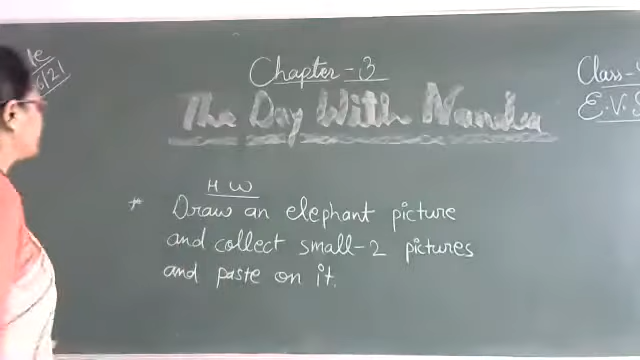 Chapter - 3
Class -
E.V.S
The Day With Nandu
H W
* Draw an elephant picture
and collect small-2 pictures
and paste on it.